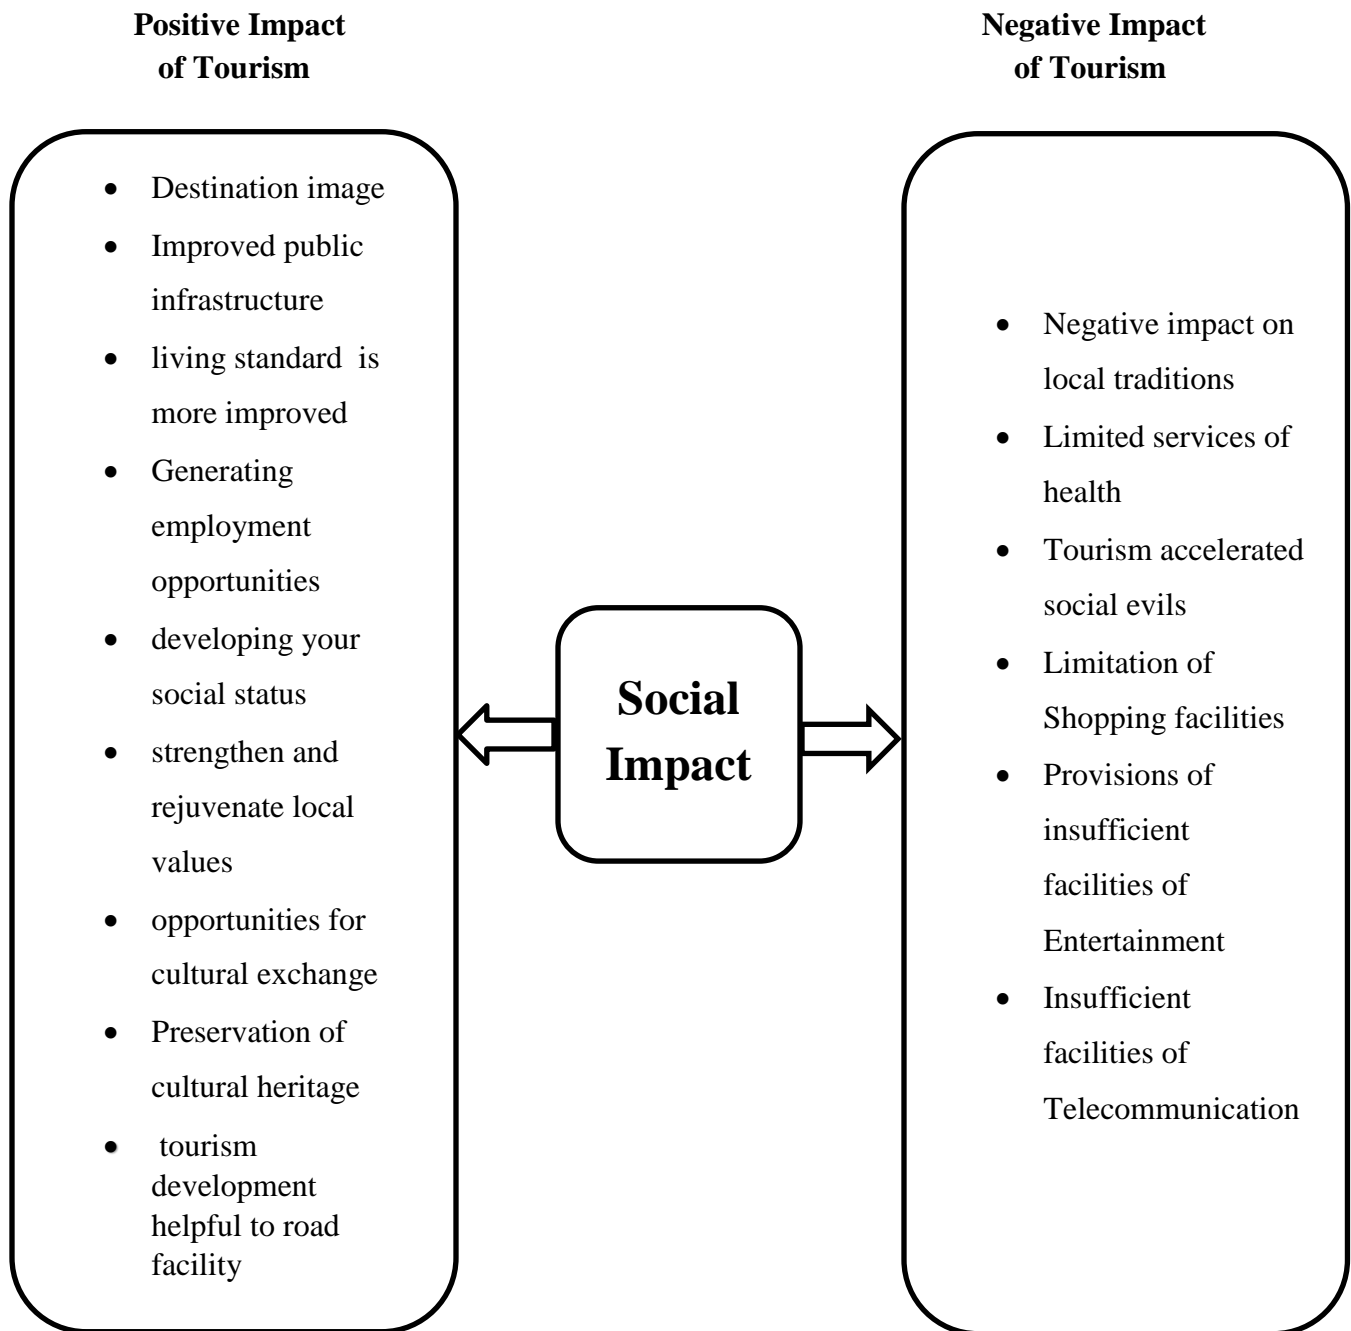 Positive Impact
of Tourism
• Destination image
• Improved public
infrastructure
• living standard  is
more improved
• Generating
employment
opportunities
• developing your
social status
• strengthen and
rejuvenate local
values
• opportunities for
cultural exchange
• Preservation of
cultural heritage
• tourism
development
helpful to road
facility
Social
Impact
Negative Impact
of Tourism
• Negative impact on
local traditions
• Limited services of
health
• Tourism accelerated
social evils
• Limitation of
Shopping facilities
• Provisions of
insufficient
facilities of
Entertainment
• Insufficient
facilities of
Telecommunication